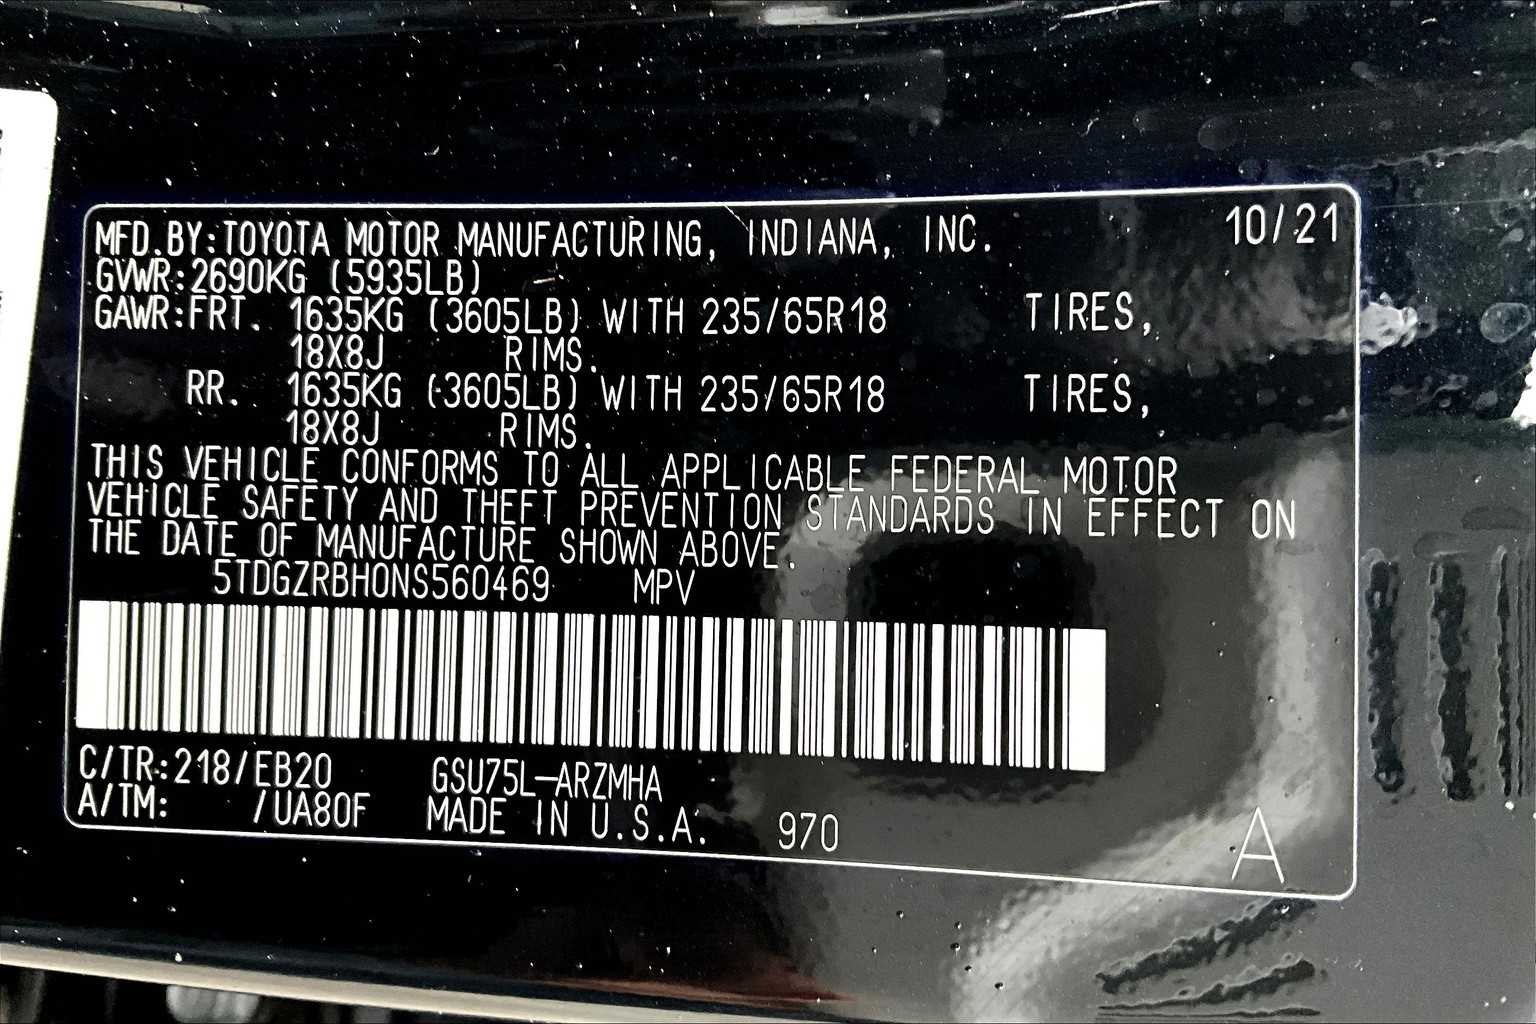 MFD.BY:TOYOTA MOTOR MANUFACTURING, INDIANA, INC. 10/21
GVWR:2690KG (5935LB)
GAWR:FRT. 1635KG (3605LB) WITH 235/65R18 TIRES,
18X8J RIMS.
RR. 1635KG (3605LB) WITH 235/65R18 TIRES,
18X8J RIMS.
THIS VEHICLE CONFORMS TO ALL APPLICABLE FEDERAL MOTOR
VEHICLE SAFETY AND THEFT PREVENTION STANDARDS IN EFFECT ON
THE DATE OF MANUFACTURE SHOWN ABOVE.
5TDGZRBH0NS560469 MPV
C/TR:218/EB20 GSU75L-ARZMHA
A/TM: /UA80F MADE IN U.S.A. 970 A